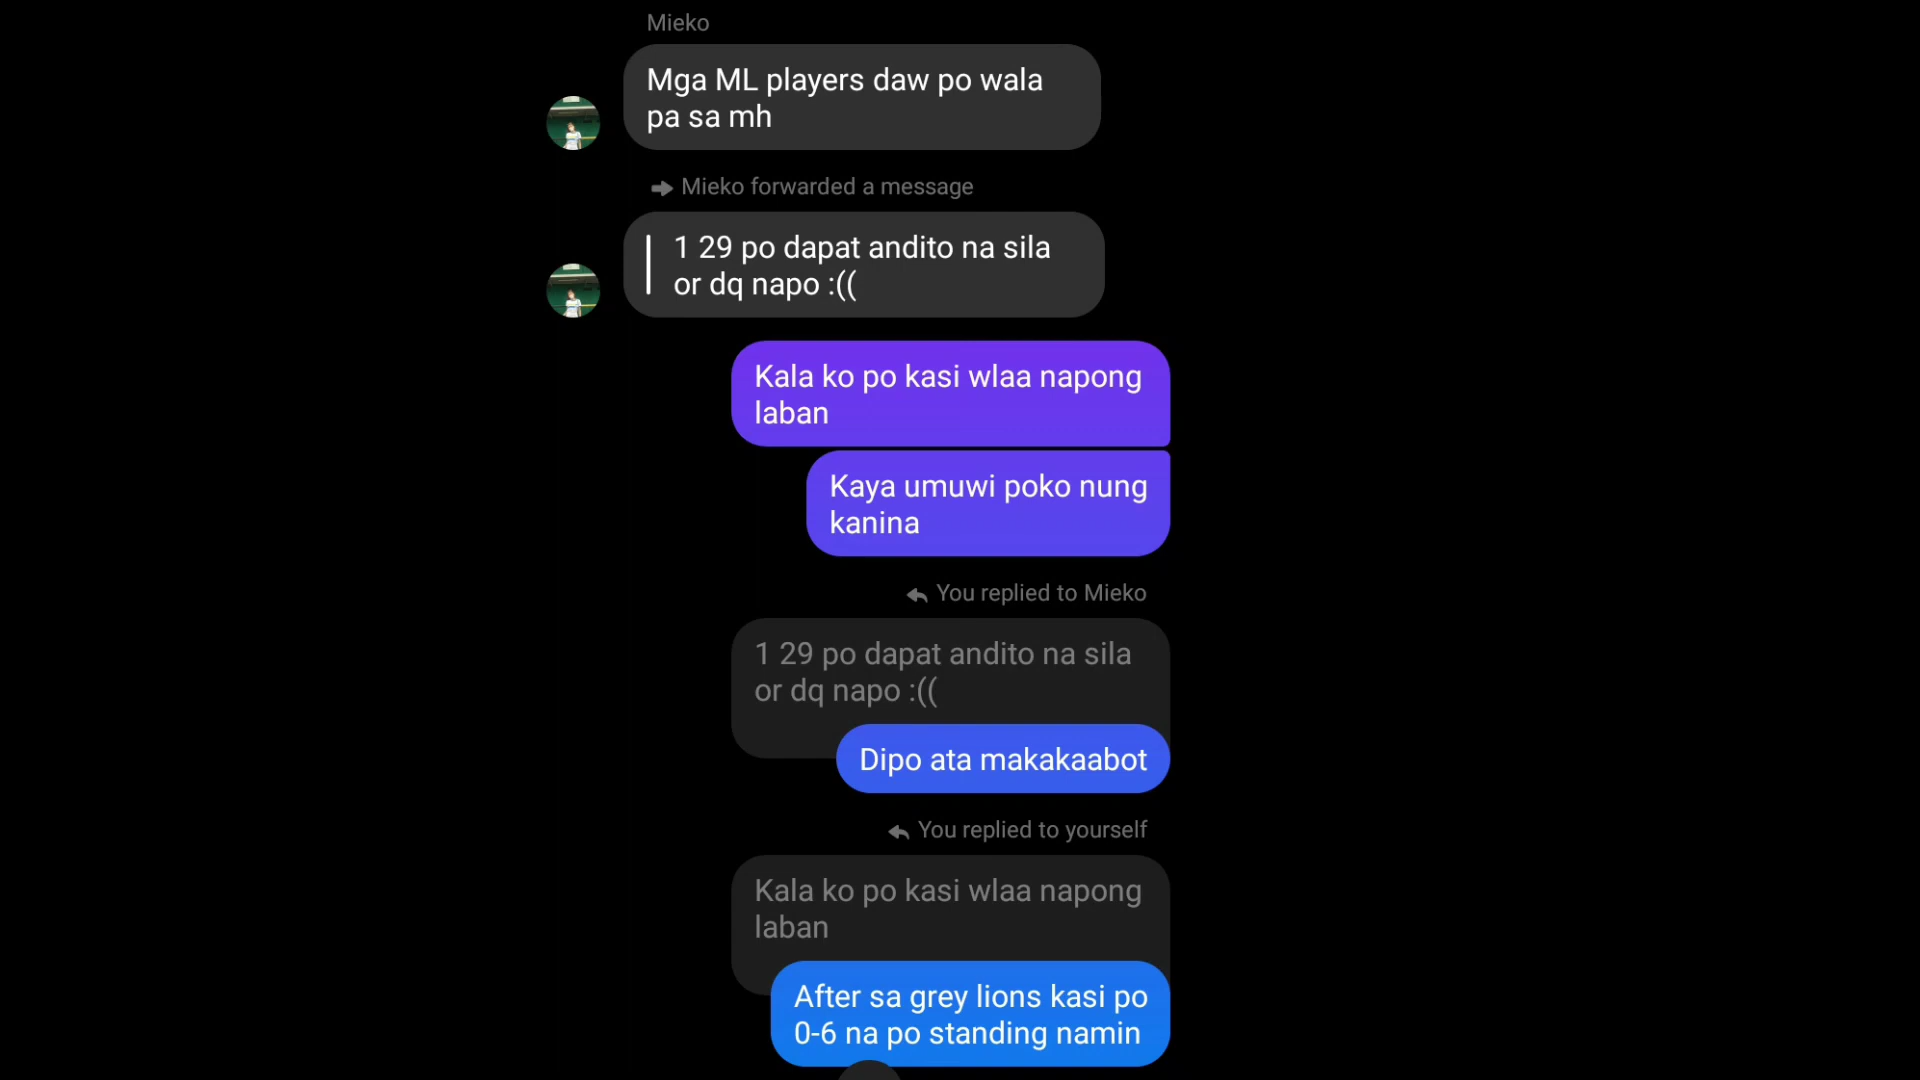 Mieko
Mga ML players daw po wala
pa sa mh
Mieko forwarded a message
1 29 po dapat andito na sila
or dq napo :((
Kala ko po kasi wlaa napong
laban
Kaya umuwi poko nung
kanina
You replied to Mieko
1 29 po dapat andito na sila
or dq napo :((
Dipo ata makakaabot
You replied to yourself
Kala ko po kasi wlaa napong
laban
After sa grey lions kasi po
0-6 na po standing namin